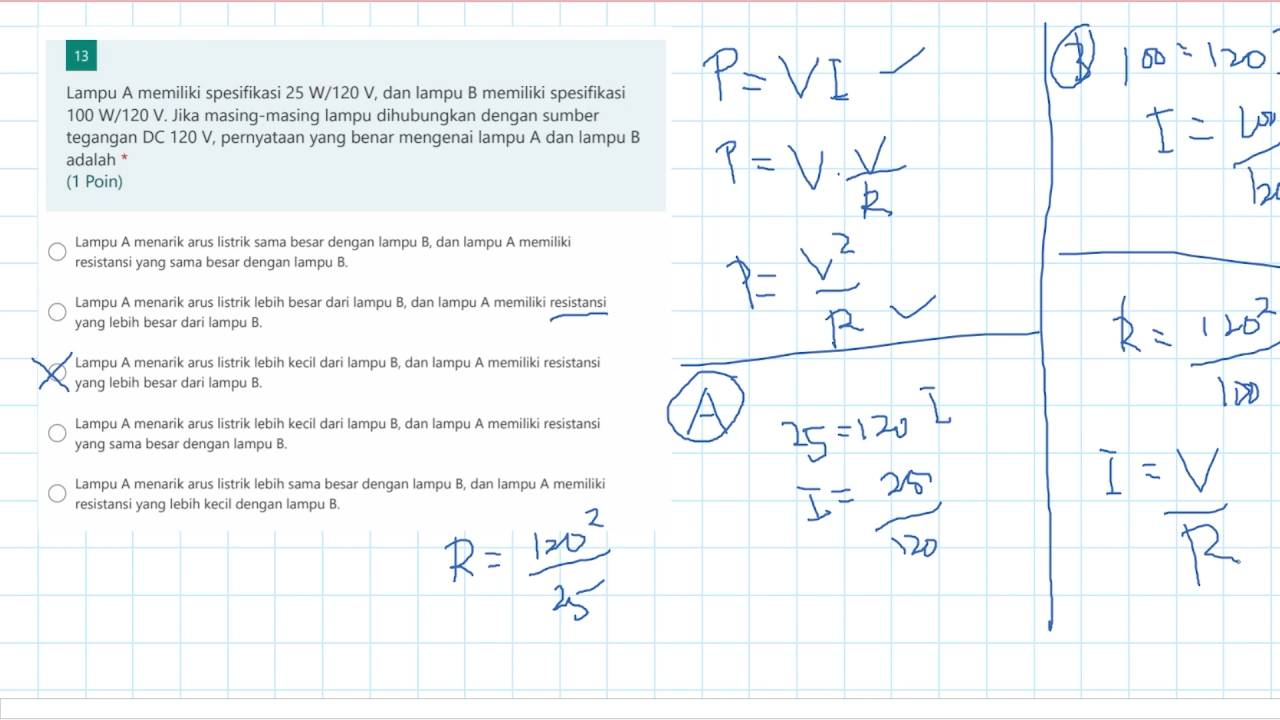 13
Lampu A memiliki spesifikasi 25 W/120 V, dan lampu B memiliki spesifikasi
100 W/120 V. Jika masing-masing lampu dihubungkan dengan sumber
tegangan DC 120 V, pernyataan yang benar mengenai lampu A dan lampu B
adalah *
(1 Poin)
Lampu A menarik arus listrik sama besar dengan lampu B, dan lampu A memiliki
resistansi yang sama besar dengan lampu B.
Lampu A menarik arus listrik lebih besar dari lampu B, dan lampu A memiliki resistansi
yang lebih besar dari lampu B.
Lampu A menarik arus listrik lebih kecil dari lampu B, dan lampu A memiliki resistansi
yang lebih besar dari lampu B.
Lampu A menarik arus listrik lebih kecil dari lampu B, dan lampu A memiliki resistansi
yang sama besar dengan lampu B.
Lampu A menarik arus listrik lebih sama besar dengan lampu B, dan lampu A memiliki
resistansi yang lebih kecil dengan lampu B.
R = 120²
25
P = VI
P = V . V
R
P = V²
R
A
25 = 120 I
I = 25
120
B 100 = 120
I = 100
120
R = 120²
100
I = V
R